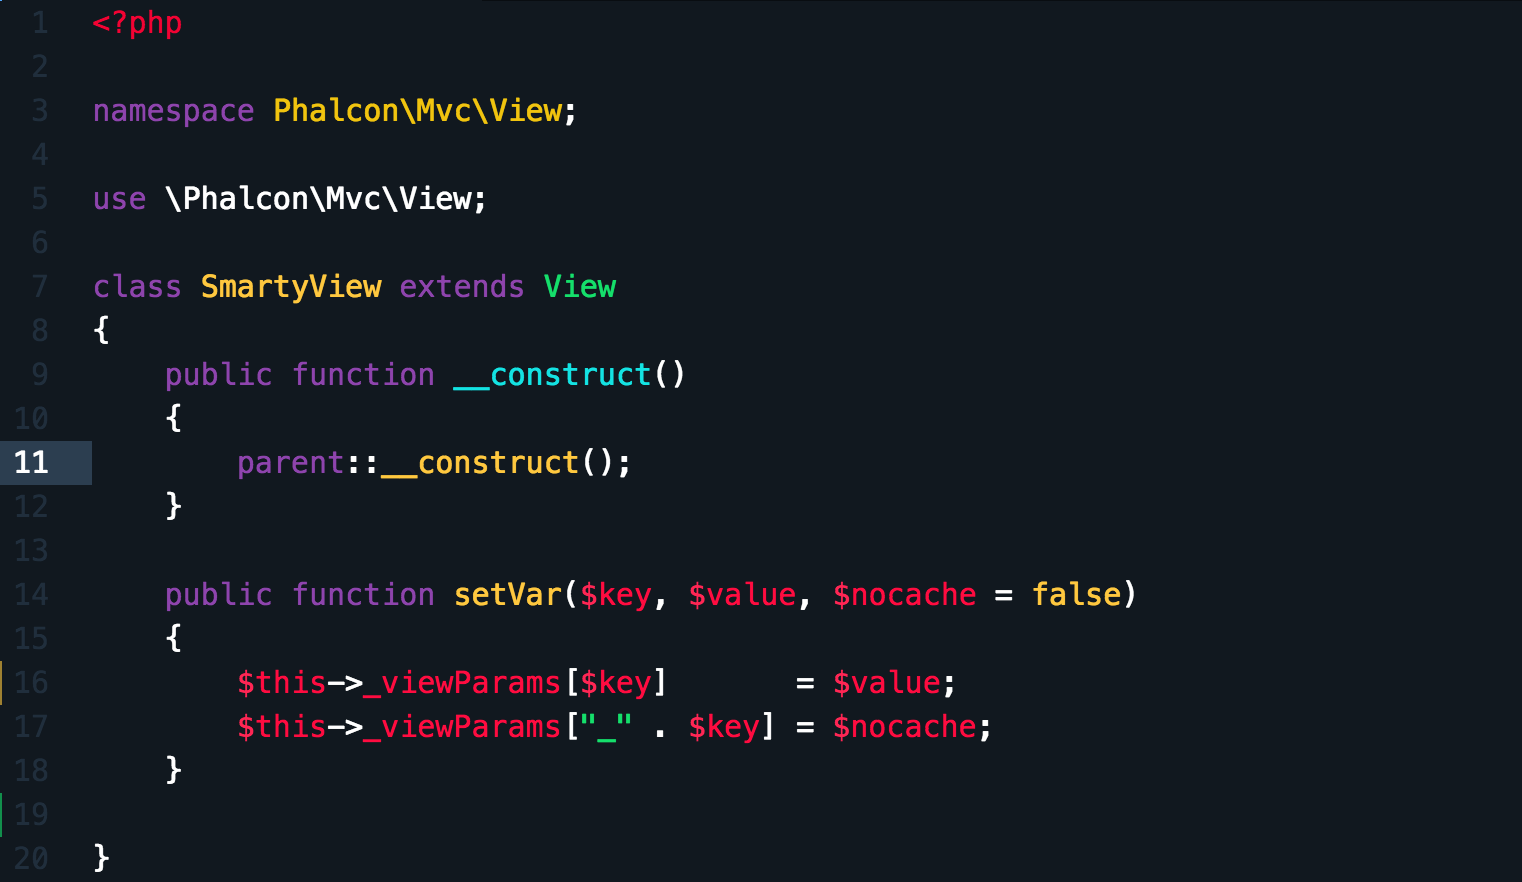 1 <?php
2
3 namespace Phalcon\Mvc\View;
4
5 use \Phalcon\Mvc\View;
6
7 class SmartyView extends View
8 {
9     public function __construct()
10     {
11         parent::__construct();
12     }
13
14     public function setVar($key, $value, $nocache = false)
15     {
16         $this->_viewParams[$key]       = $value;
17         $this->_viewParams["_" . $key] = $nocache;
18     }
19
20 }